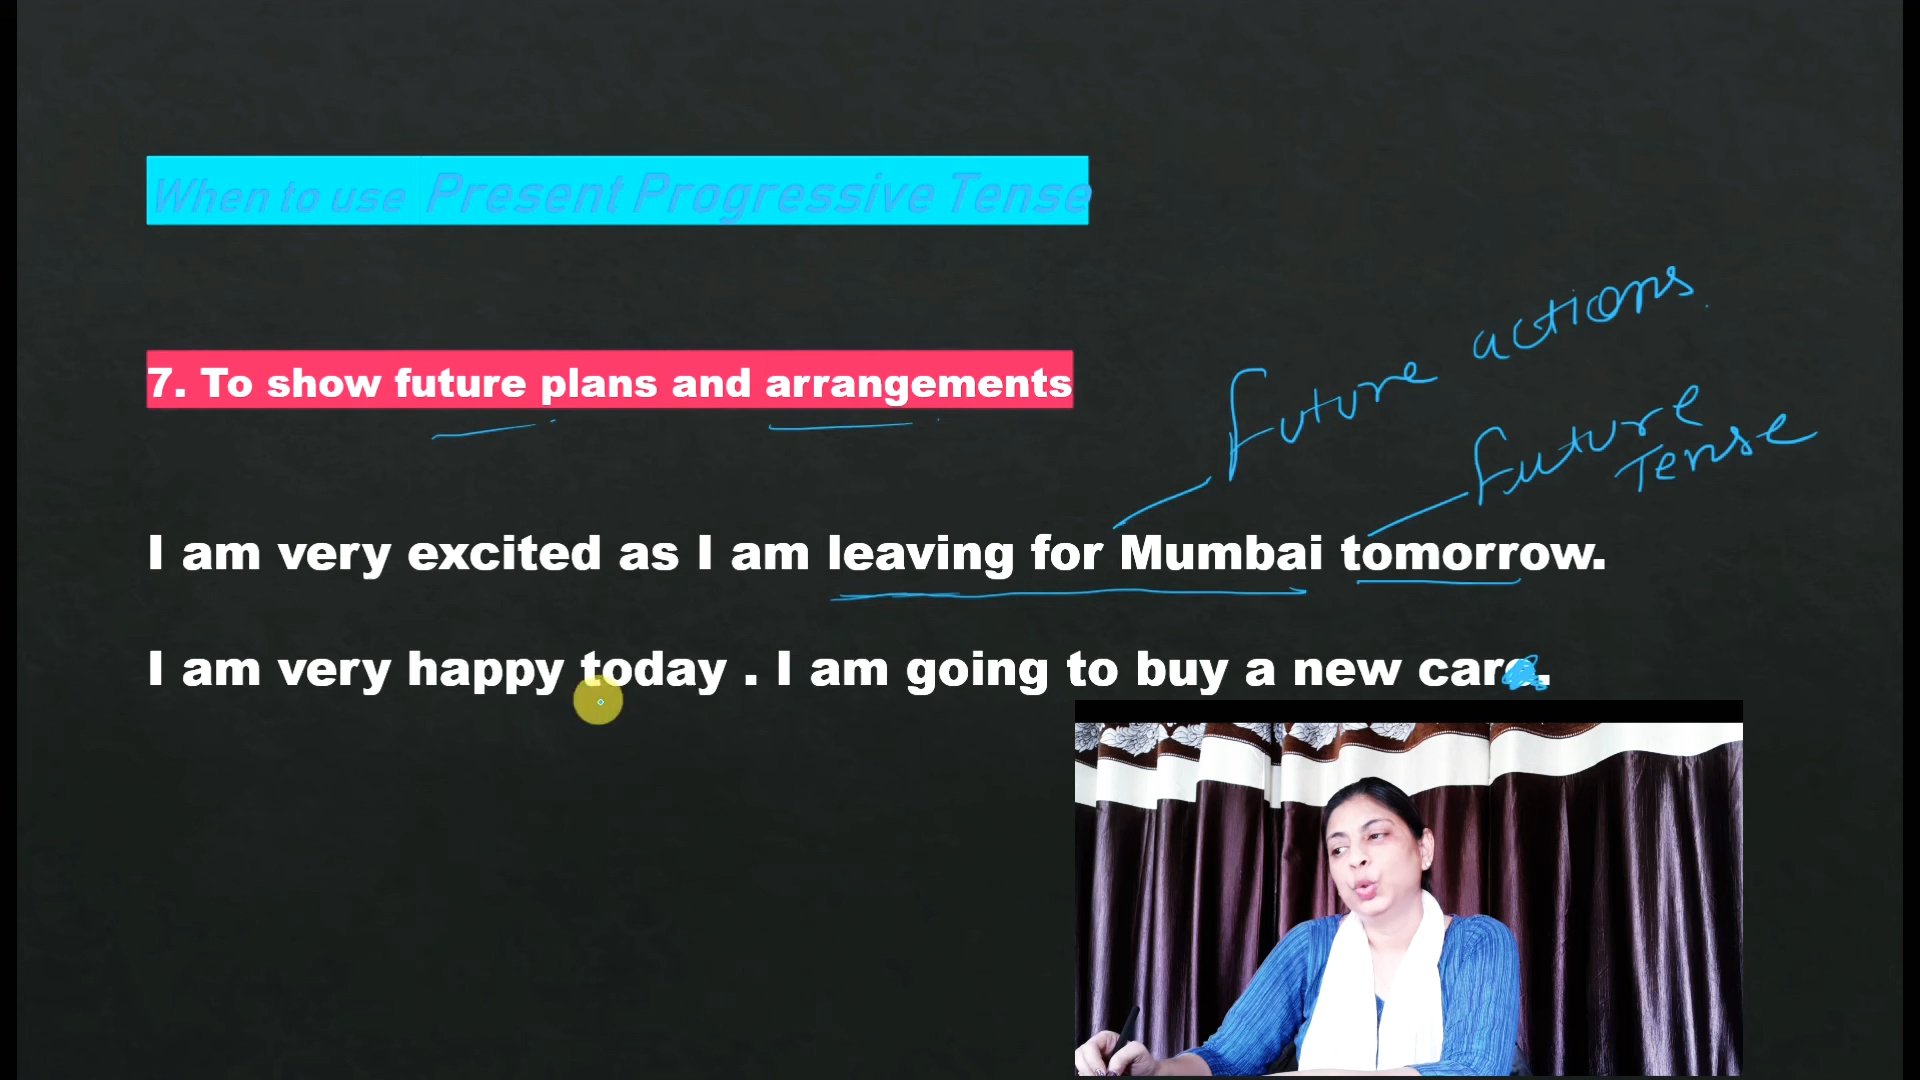 When to use Present Progressive Tense
7. To show future plans and arrangements
future actions.
future
Tense
I am very excited as I am leaving for Mumbai tomorrow.
I am very happy today . I am going to buy a new car.